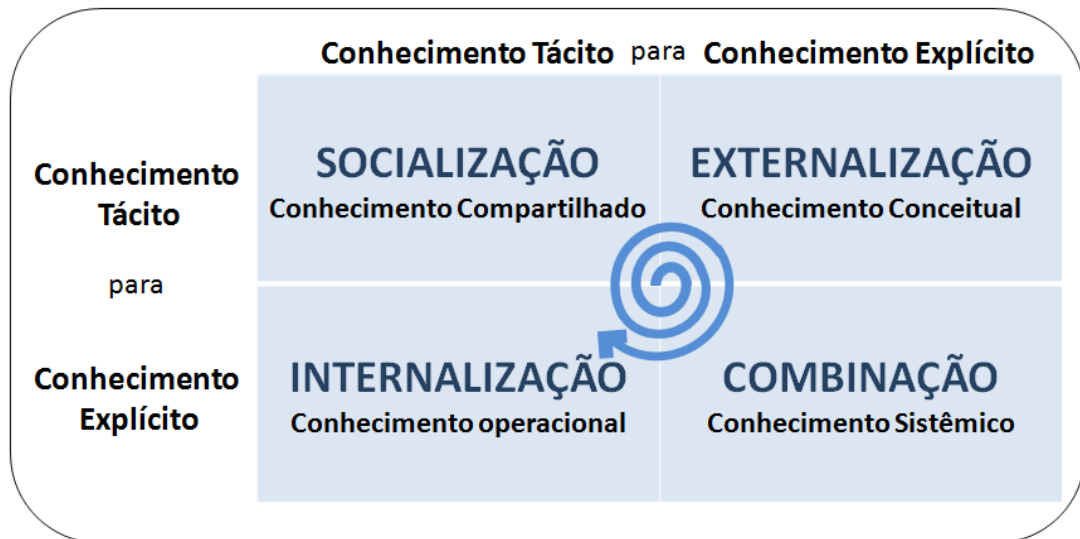 Conhecimento Tácito para Conhecimento Explícito
Conhecimento
Tácito
para
Conhecimento
Explícito
SOCIALIZAÇÃO
Conhecimento Compartilhado
EXTERNALIZAÇÃO
Conhecimento Conceitual
INTERNALIZAÇÃO
Conhecimento operacional
COMBINAÇÃO
Conhecimento Sistêmico